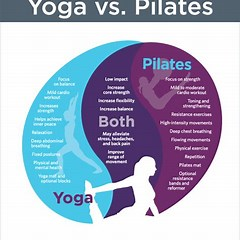 Yoga vs. Pilates
Focus on
balance
Mild cardio
workout
Increases
strength
Helps achieve
inner peace
Relaxation
Deep abdominal
breathing
Fixed postures
Physical and
mental health
Yoga mat and
optional blocks
Yoga
Low impact
Increase
core strength
Increase flexibility
Increase balance
Both
May alleviate
stress, headaches,
and back pain
Improve
range of
movement
Pilates
Focus on strength
Mild to moderate
cardio workout
Toning and
strengthening
Resistance exercises
High-intensity movements
Deep chest breathing
Flowing movements
Physical exercise
Repetition
Pilates mat
Optional
resistance
bands and
reformer